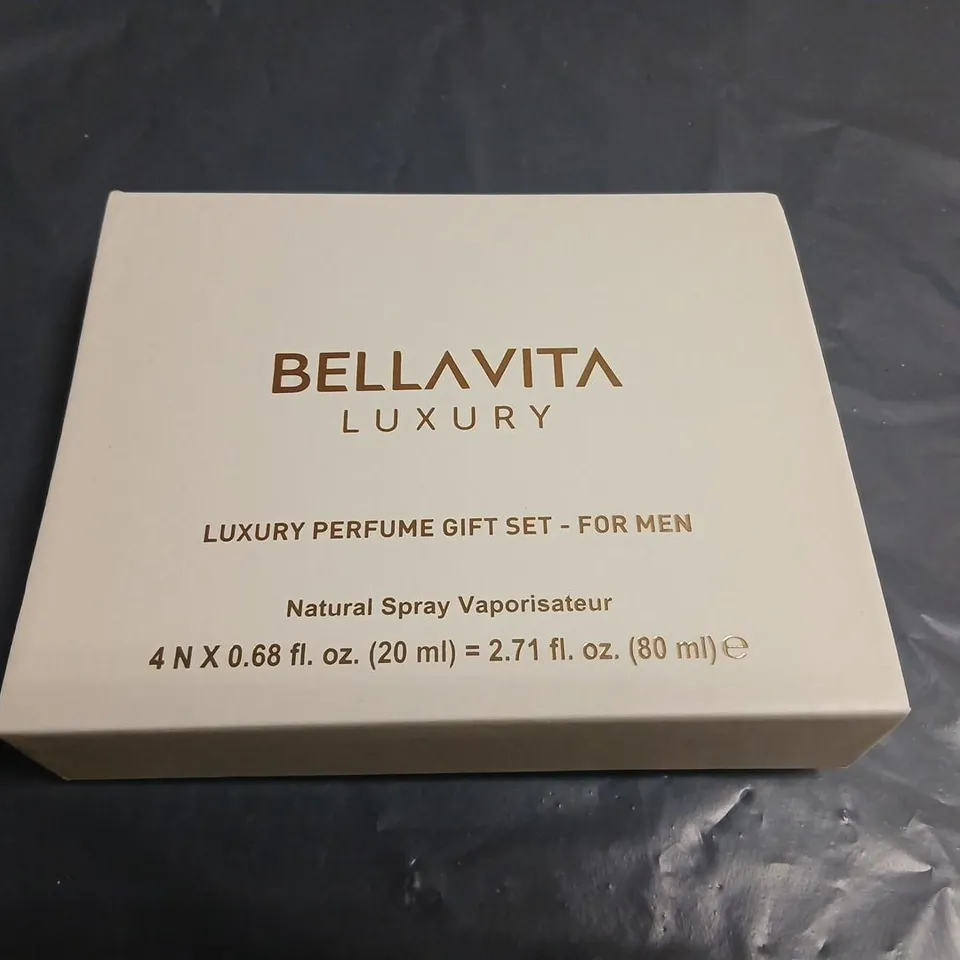 BELLAVITA
LUXURY
LUXURY PERFUME GIFT SET - FOR MEN
Natural Spray Vaporisateur
4 N X 0.68 fl. oz. (20 ml) = 2.71 fl. oz. (80 ml) ℮